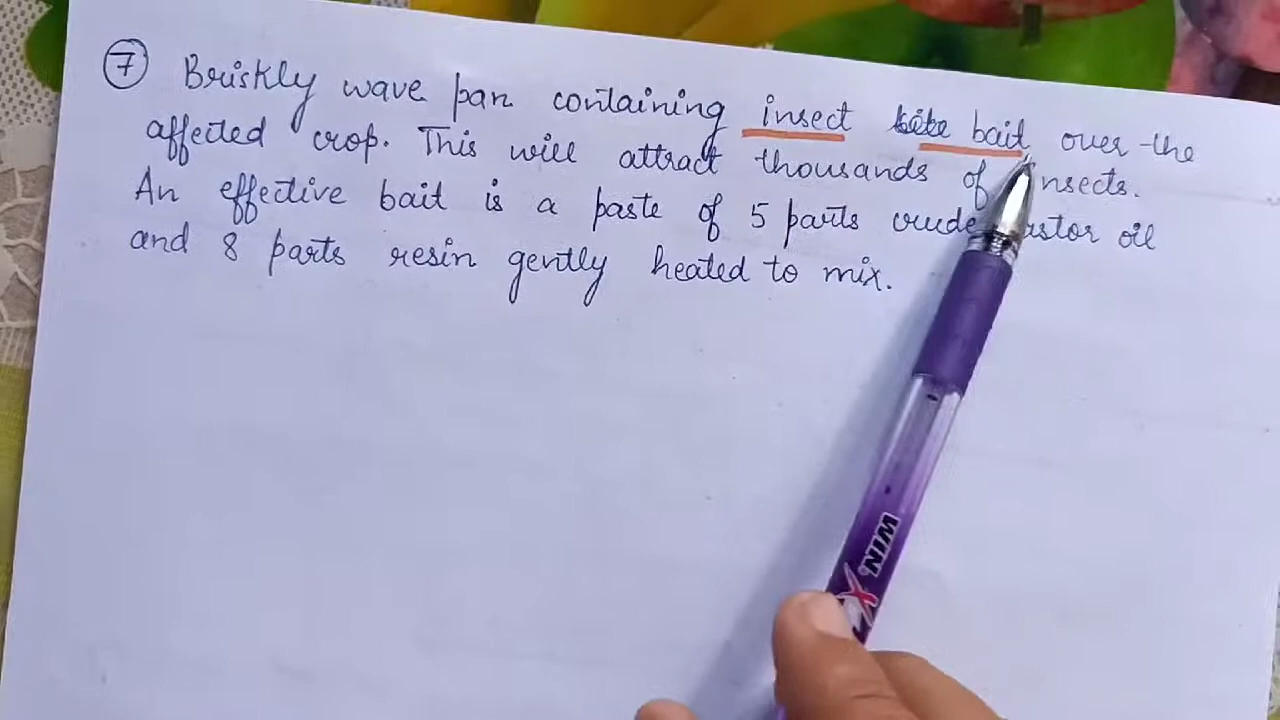 7 Briskly wave pan containing insect bait over the
affected crop. This will attract thousands of insects.
An effective bait is a paste of 5 parts crude castor oil
and 8 parts resin gently heated to mix.
WIN
X